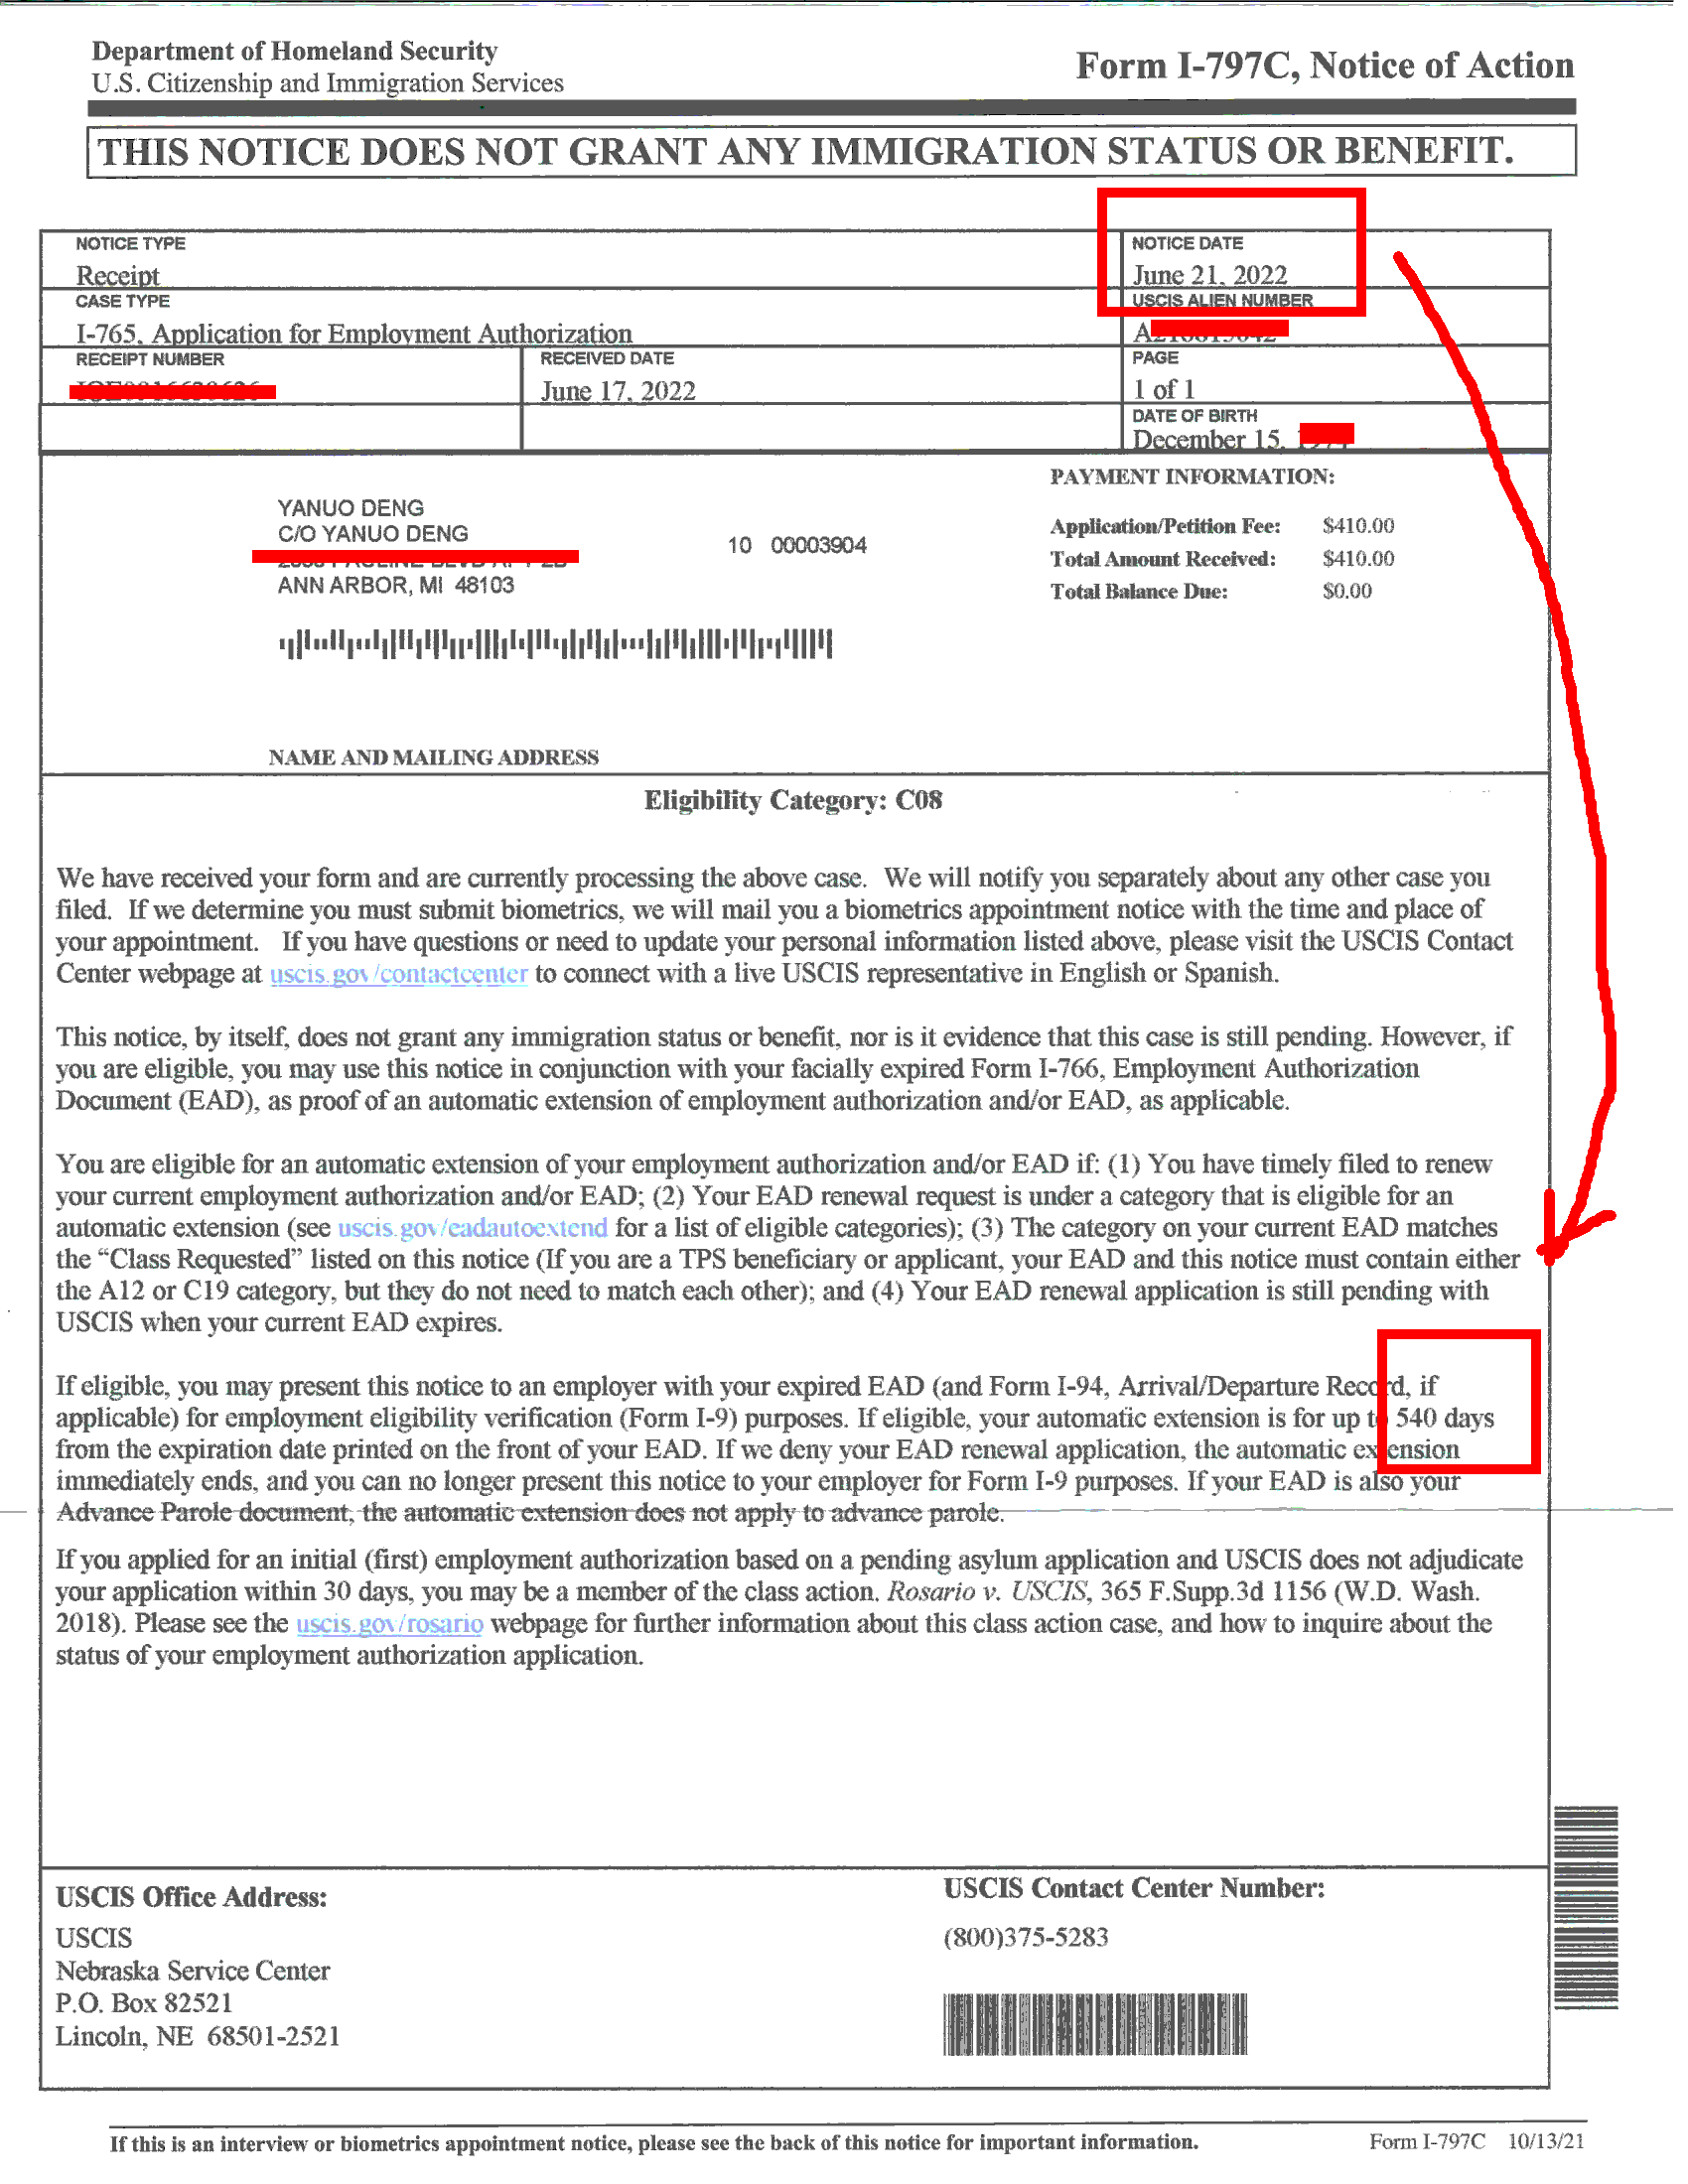 Department of Homeland Security
U.S. Citizenship and Immigration Services
Form I-797C, Notice of Action
THIS NOTICE DOES NOT GRANT ANY IMMIGRATION STATUS OR BENEFIT.
NOTICE TYPE
Receipt
NOTICE DATE
June 21, 2022
CASE TYPE
I-765, Application for Employment Authorization
USCIS ALIEN NUMBER
RECEIPT NUMBER
RECEIVED DATE
June 17, 2022
PAGE
1 of 1
DATE OF BIRTH
December 15,
PAYMENT INFORMATION:
YANUO DENG
C/O YANUO DENG
ANN ARBOR, MI 48103
10 00003904
Application/Petition Fee: $410.00
Total Amount Received: $410.00
Total Balance Due: $0.00
NAME AND MAILING ADDRESS
Eligibility Category: C08
We have received your form and are currently processing the above case. We will notify you separately about any other case you
filed. If we determine you must submit biometrics, we will mail you a biometrics appointment notice with the time and place of
your appointment. If you have questions or need to update your personal information listed above, please visit the USCIS Contact
Center webpage at uscis.gov/contactcenter to connect with a live USCIS representative in English or Spanish.
This notice, by itself, does not grant any immigration status or benefit, nor is it evidence that this case is still pending. However, if
you are eligible, you may use this notice in conjunction with your facially expired Form I-766, Employment Authorization
Document (EAD), as proof of an automatic extension of employment authorization and/or EAD, as applicable.
You are eligible for an automatic extension of your employment authorization and/or EAD if: (1) You have timely filed to renew
your current employment authorization and/or EAD; (2) Your EAD renewal request is under a category that is eligible for an
automatic extension (see uscis.gov/eadautoextend for a list of eligible categories); (3) The category on your current EAD matches
the “Class Requested” listed on this notice (If you are a TPS beneficiary or applicant, your EAD and this notice must contain either
the A12 or C19 category, but they do not need to match each other); and (4) Your EAD renewal application is still pending with
USCIS when your current EAD expires.
If eligible, you may present this notice to an employer with your expired EAD (and Form I-94, Arrival/Departure Record, if
applicable) for employment eligibility verification (Form I-9) purposes. If eligible, your automatic extension is for up to 540 days
from the expiration date printed on the front of your EAD. If we deny your EAD renewal application, the automatic extension
immediately ends, and you can no longer present this notice to your employer for Form I-9 purposes. If your EAD is also your
Advance Parole document, the automatic extension does not apply to advance parole.
If you applied for an initial (first) employment authorization based on a pending asylum application and USCIS does not adjudicate
your application within 30 days, you may be a member of the class action. Rosario v. USCIS, 365 F.Supp.3d 1156 (W.D. Wash.
2018). Please see the uscis.gov/rosario webpage for further information about this class action case, and how to inquire about the
status of your employment authorization application.
USCIS Office Address:
USCIS
Nebraska Service Center
P.O. Box 82521
Lincoln, NE 68501-2521
USCIS Contact Center Number:
(800)375-5283
If this is an interview or biometrics appointment notice, please see the back of this notice for important information.
Form I-797C 10/13/21